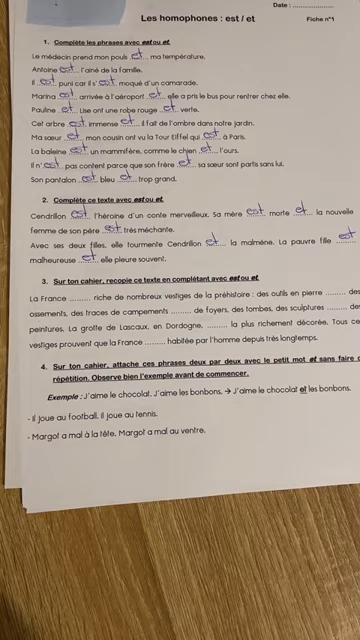 Date : ........................
Les homophones : est / et
Fiche n°1
1. Complète les phrases avec est ou et.
Le médecin prend mon pouls et ma température.
Antoine est l'aîné de la famille.
Il est puni car il s'est moqué d'un camarade.
Marina est arrivée à l'aéroport et elle a pris le bus pour rentrer chez elle.
Pauline et Lise ont une robe rouge et verte.
Cet arbre est immense et il fait de l'ombre dans notre jardin.
Ma sœur et mon cousin ont vu la Tour Eiffel qui est à Paris.
La baleine est un mammifère, comme le chien et l'ours.
Il n'est pas content parce que son frère et sa sœur sont partis sans lui.
Son pantalon est bleu et trop grand.
2. Complète ce texte avec est ou et.
Cendrillon est l'héroïne d'un conte merveilleux. Sa mère est morte et la nouvelle
femme de son père est très méchante.
Avec ses deux filles, elle tourmente Cendrillon et la malmène. La pauvre fille est
malheureuse et elle pleure souvent.
3. Sur ton cahier, recopie ce texte en complétant avec est ou et.
La France ......... riche de nombreux vestiges de la préhistoire : des outils en pierre ......... des
ossements, des traces de campements ......... de foyers, des tombes, des sculptures ......... de
peintures. La grotte de Lascaux, en Dordogne, ......... la plus richement décorée. Tous ce
vestiges prouvent que la France ......... habitée par l'homme depuis très longtemps.
4. Sur ton cahier, attache ces phrases deux par deux avec le petit mot et sans faire d
répétition. Observe bien l'exemple avant de commencer.
Exemple : J'aime le chocolat. J'aime les bonbons. → J'aime le chocolat et les bonbons.
- Il joue au football. Il joue au tennis.
- Margot a mal à la tête. Margot a mal au ventre.